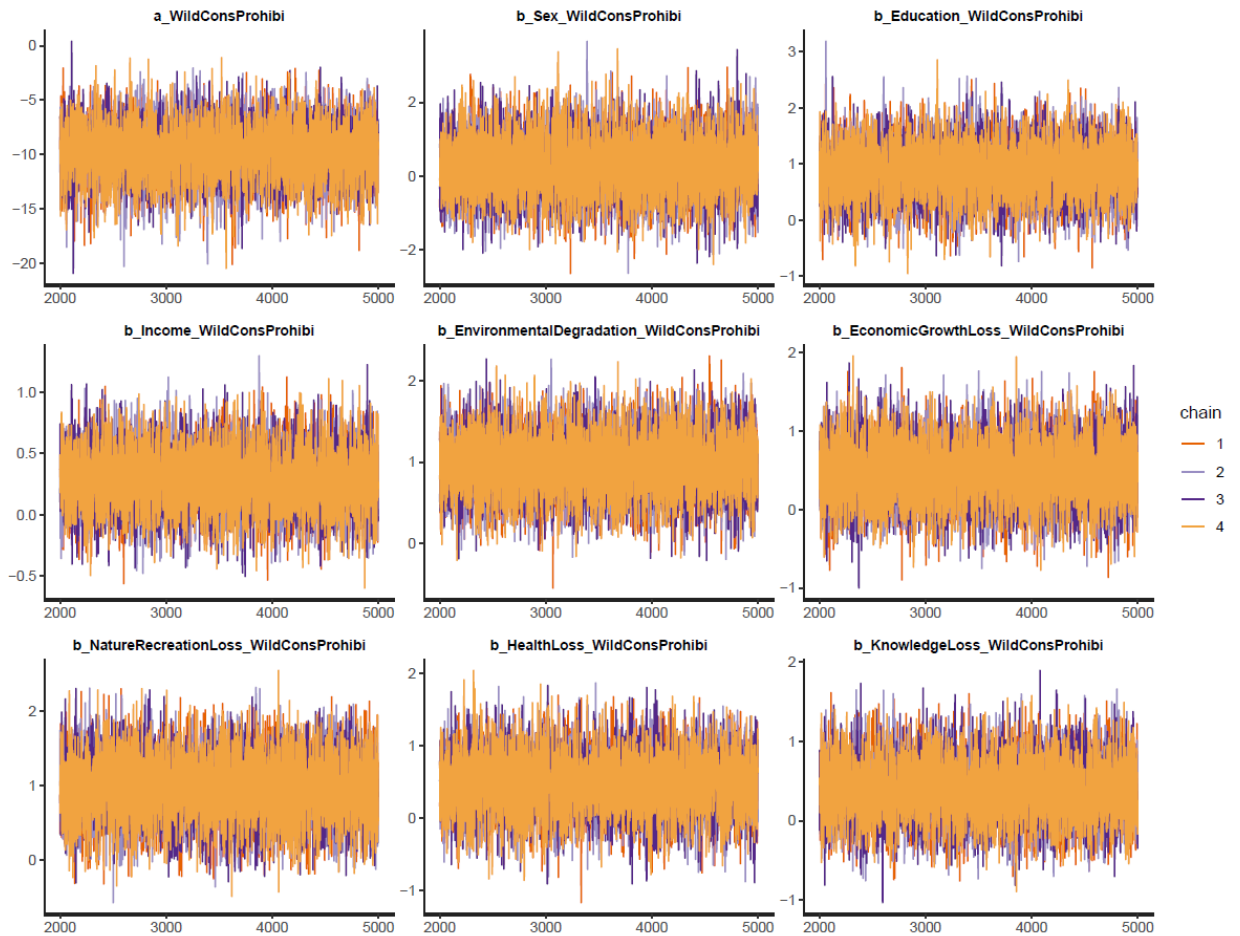 a_WildConsProhibi
b_Sex_WildConsProhibi
b_Education_WildConsProhibi
0
−5
−10
−15
−20
2
0
−2
3
2
1
0
−1
2000 3000 4000 5000
2000 3000 4000 5000
2000 3000 4000 5000
b_Income_WildConsProhibi
b_EnvironmentalDegradation_WildConsProhibi
b_EconomicGrowthLoss_WildConsProhibi
1.0
0.5
0.0
−0.5
2
1
0
2
1
0
−1
2000 3000 4000 5000
2000 3000 4000 5000
2000 3000 4000 5000
chain
1
2
3
4
b_NatureRecreationLoss_WildConsProhibi
b_HealthLoss_WildConsProhibi
b_KnowledgeLoss_WildConsProhibi
2
1
0
2
1
0
−1
2
1
0
−1
2000 3000 4000 5000
2000 3000 4000 5000
2000 3000 4000 5000